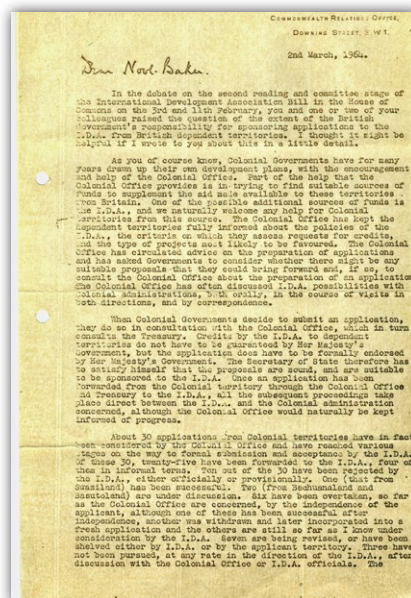 COMMONWEALTH RELATIONS OFFICE,
DOWNING STREET, S.W.1.
2nd March, 1964.
Dear Noel-Baker.
In the debate on the second reading and committee stage of
the International Development Association Bill in the House of
Commons on the 3rd and 11th February, you and one or two of your
colleagues raised the question of the extent of the British
Government's responsibility for sponsoring applications to the
I.D.A. from British dependent territories. I thought it might be
helpful if I wrote to you about this in a little detail.
As you of course know, Colonial Governments have for many
years drawn up their own development plans, with the encouragement
and help of the Colonial Office. Part of the help that the
Colonial Office provides is in trying to find suitable sources of
funds to supplement the aid made available to these territories
from Britain. One of the possible additional sources of funds is
the I.D.A., and we naturally welcome any help for Colonial
Territories from this source. The Colonial Office has kept the
dependent territories fully informed about the policies of the
I.D.A., the criteria on which they assess requests for credits,
and the type of projects most likely to be favoured. The Colonial
Office has circulated advice on the preparation of applications
and has asked Governments to consider whether there might be any
suitable proposals that they could bring forward and, if so, to
consult the Colonial Office about the preparation of an application.
The Colonial Office has often discussed I.D.A. possibilities with
Colonial administrations, both orally, in the course of visits in
both directions, and by correspondence.
When Colonial Governments decide to submit an application,
they do so in consultation with the Colonial Office, which in turn
consults the Treasury. Credits by the I.D.A. to dependent
territories do not have to be guaranteed by Her Majesty's
Government, but the application does have to be formally endorsed
by Her Majesty's Government. The Secretary of State therefore has
to satisfy himself that the proposals are sound, and are suitable
to be sponsored to the I.D.A. Once an application has been
forwarded from the Colonial territory through the Colonial Office
and Treasury to the I.D.A., all the subsequent proceedings take
place direct between the I.D.A. and the Colonial administration
concerned, although the Colonial Office would naturally be kept
informed of progress.
About 30 applications from Colonial territories have in fact
been considered by the Colonial Office and have reached various
stages on the way to formal submission and acceptance by the I.D.A.
Of these 30, twenty-five have been forwarded to the I.D.A., four of
them in informal terms. Ten out of the 30 have been rejected by
the I.D.A., either officially or provisionally. One (that from
Swaziland) has been successful. Two (from Bechuanaland and
Basutoland) are under discussion. Six have been overtaken, so far
as the Colonial Office are concerned, by the independence of the
applicant, although one of these has been successful after
independence, another was withdrawn and later incorporated into a
fresh application and the others are still so far as I know under
consideration by the I.D.A. Seven are being revised, or have been
shelved either by I.D.A. or by the applicant territory. Three have
not been pursued, at any rate in the direction of the I.D.A., after
discussion with the Colonial Office or I.D.A. officials. The